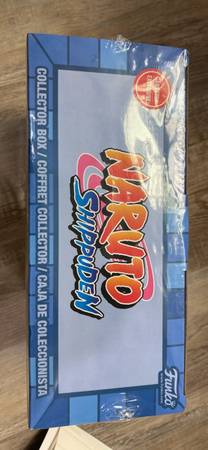 NARUTO
SHIPPUDEN
COLLECTOR BOX / COFFRET COLLECTOR / CAJA DE COLECCIONISTA
Funko